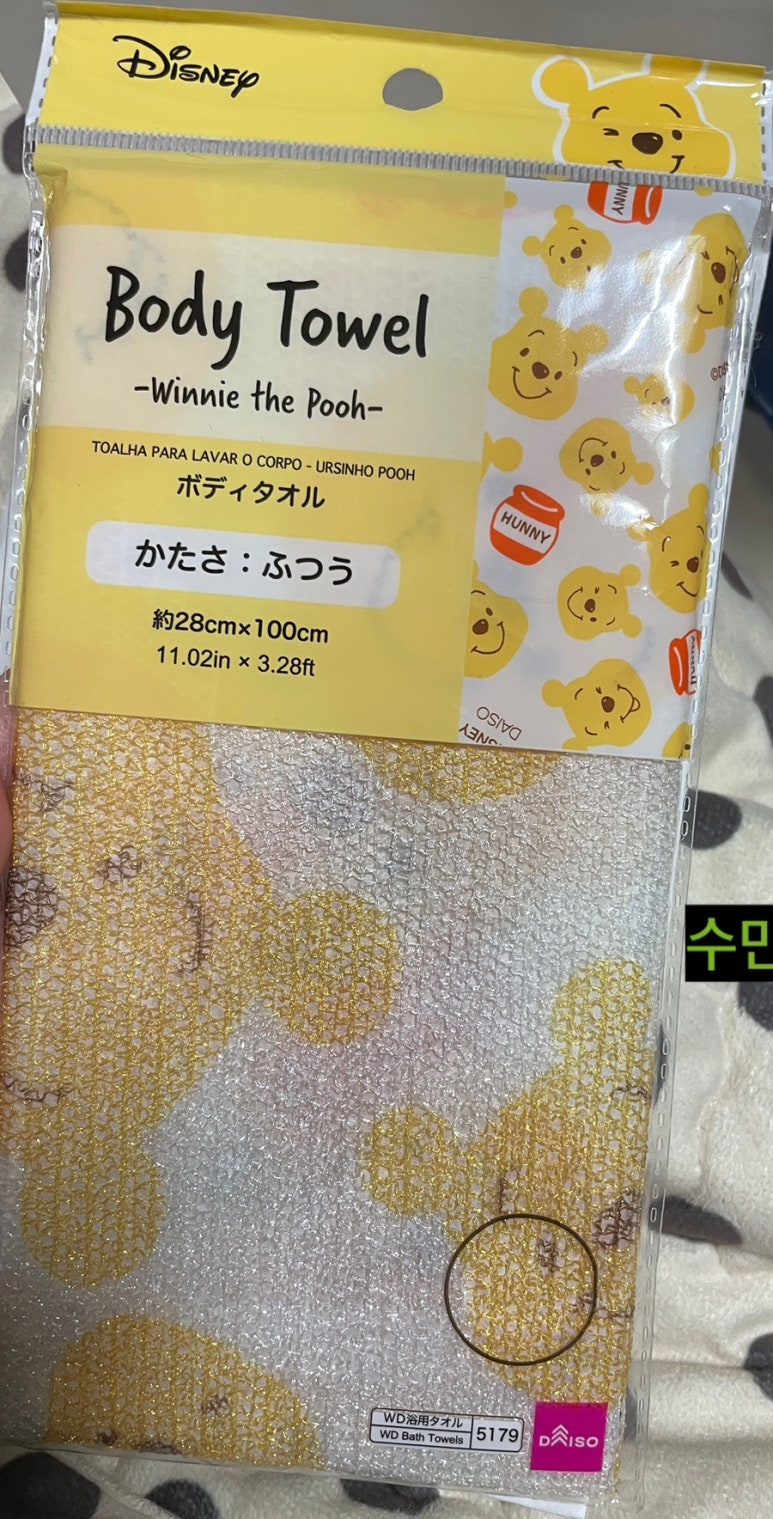 Disney
Body Towel
-Winnie the Pooh-
TOALHA PARA LAVAR O CORPO - URSINHO POOH
ボディタオル
かたさ：ふつう
約28cm×100cm
11.02in × 3.28ft
HUNNY
HUNNY
DISNEY
DAISO
수민
WD浴用タオル
WD Bath Towels
5179
DAISO